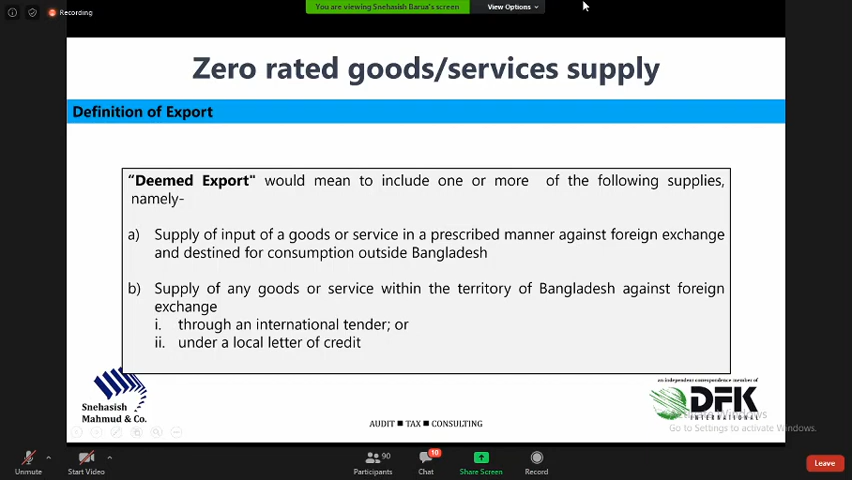 Recording
You are viewing Snehasish Barua's screen
View Options
Zero rated goods/services supply
Definition of Export
"Deemed Export" would mean to include one or more of the following supplies,
namely-
a) Supply of input of a goods or service in a prescribed manner against foreign exchange
and destined for consumption outside Bangladesh
b) Supply of any goods or service within the territory of Bangladesh against foreign
exchange
i. through an international tender; or
ii. under a local letter of credit
Snehasish
Mahmud & Co.
AUDIT ■ TAX ■ CONSULTING
an independent correspondence member of
DFK
INTERNATIONAL
Go to Settings to activate Windows.
Unmute
Start Video
90
Participants
10
Chat
Share Screen
Record
Leave